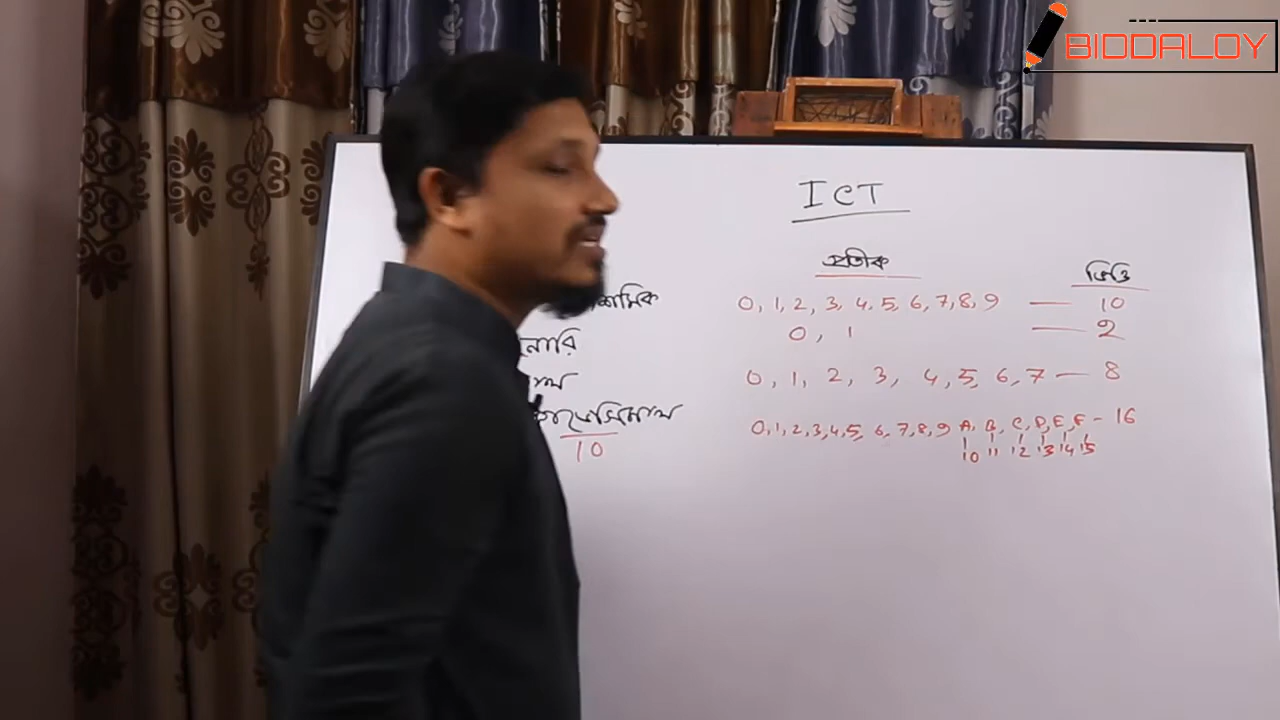 BIDDALOY
ICT
প্রতীক ভিত্তি
0, 1, 2, 3, 4, 5, 6, 7, 8, 9 — 10
0, 1 — 2
0, 1, 2, 3, 4, 5, 6, 7 — 8
0, 1, 2, 3, 4, 5, 6, 7, 8, 9 A, B, C, D, E, F - 16
10 10 11 12 13 14 15